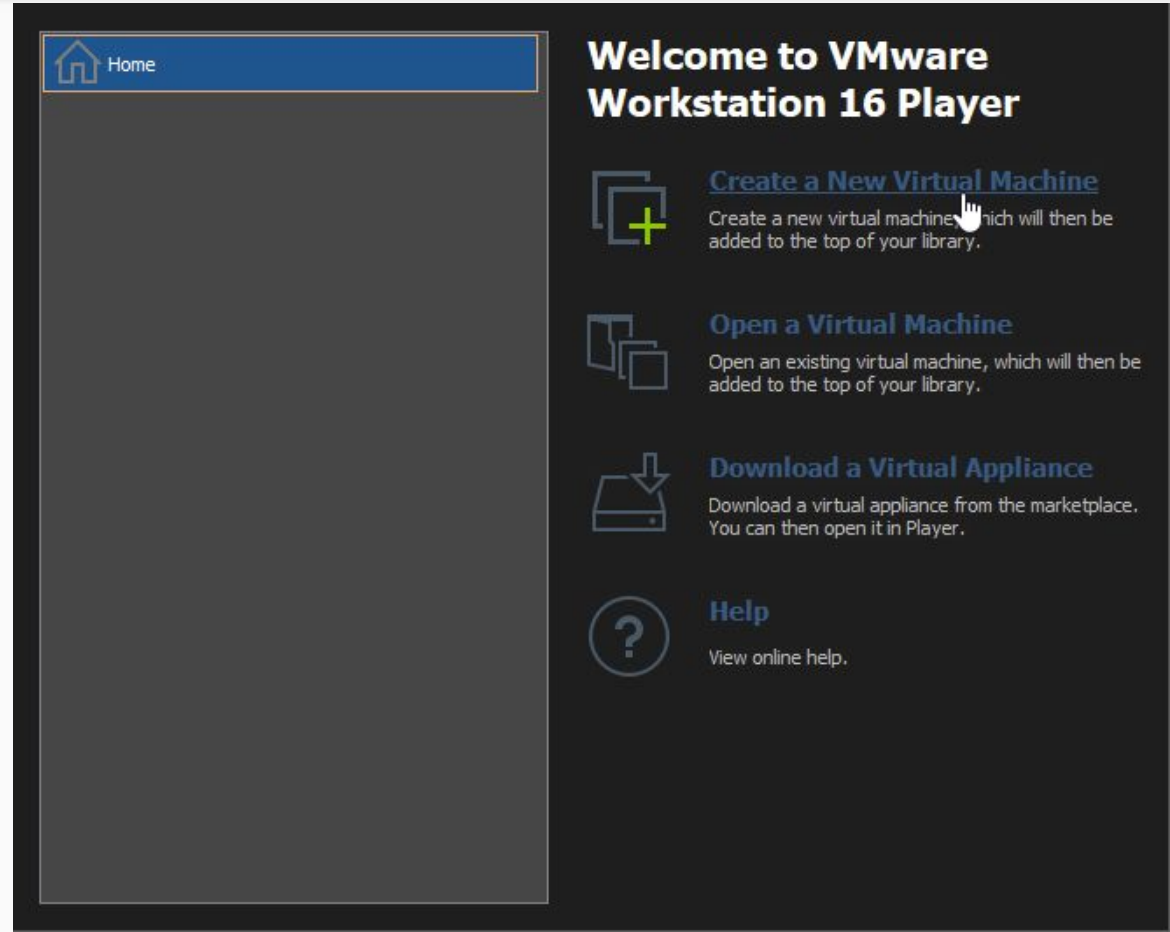 Home
Welcome to VMware
Workstation 16 Player
Create a New Virtual Machine
Create a new virtual machine, which will then be
added to the top of your library.
Open a Virtual Machine
Open an existing virtual machine, which will then be
added to the top of your library.
Download a Virtual Appliance
Download a virtual appliance from the marketplace.
You can then open it in Player.
?
Help
View online help.